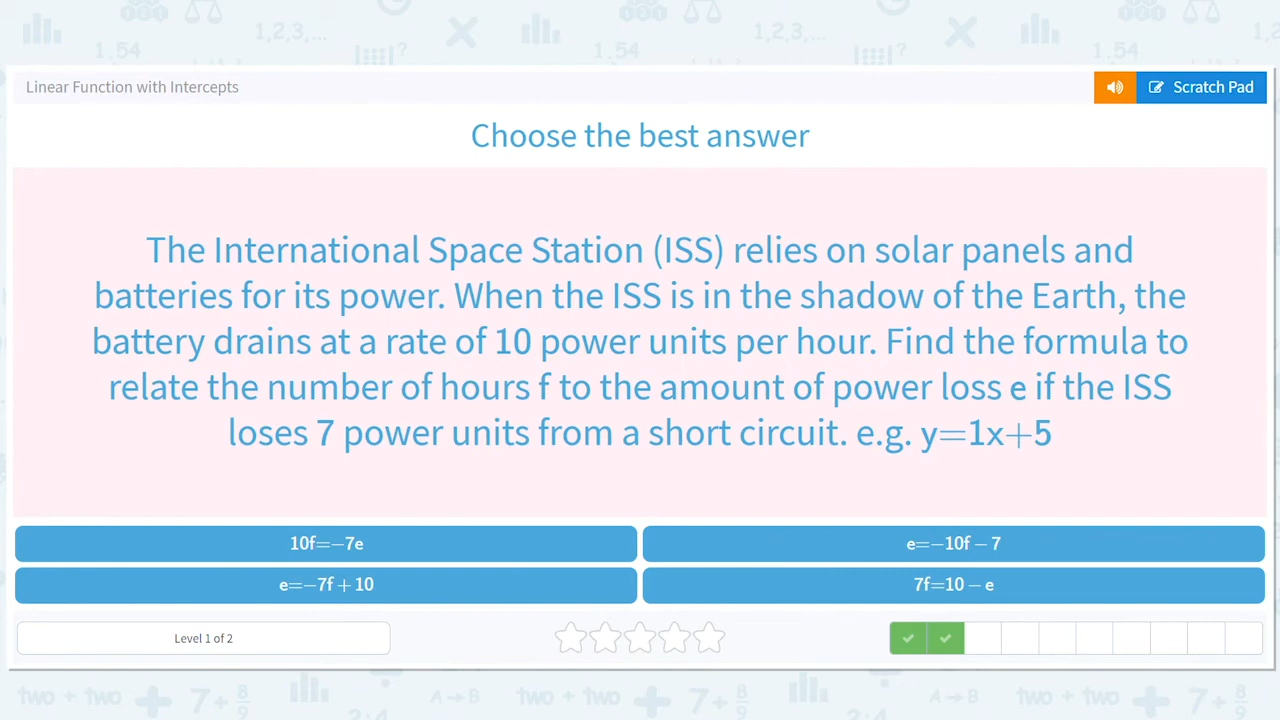 Linear Function with Intercepts
Scratch Pad
Choose the best answer
The International Space Station (ISS) relies on solar panels and
batteries for its power. When the ISS is in the shadow of the Earth, the
battery drains at a rate of 10 power units per hour. Find the formula to
relate the number of hours f to the amount of power loss e if the ISS
loses 7 power units from a short circuit. e.g. y=1x+5
10f=−7e
e=−10f − 7
e=−7f + 10
7f=10 − e
Level 1 of 2